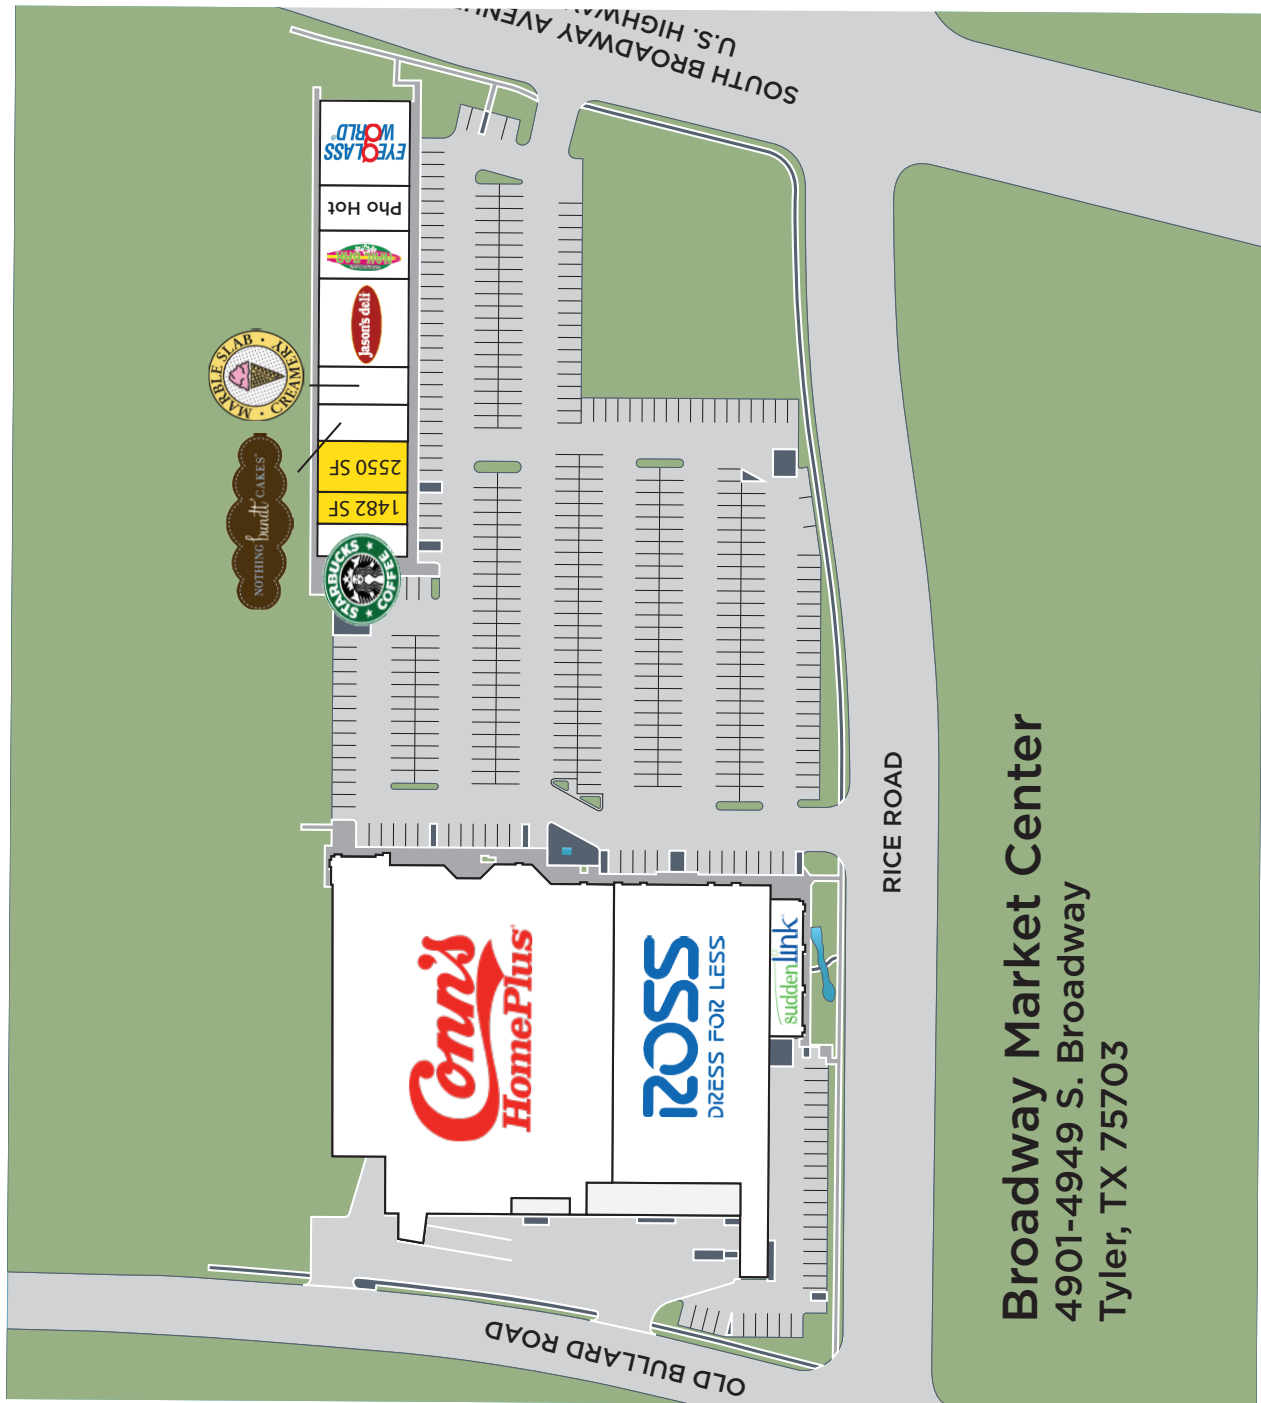 SOUTH BROADWAY AVENU
U.S. HIGHW
EYEGLASS
WORLD®
Pho Hot
Jason's deli
MARBLE SLAB • CREAMERY •
NOTHING bundt CAKES
2550 SF
1482 SF
STARBUCKS COFFEE
Conn's
HomePlus
ROSS
DRESS FOR LESS
suddenlink
RICE ROAD
OLD BULLARD ROAD
Broadway Market Center
4901-4949 S. Broadway
Tyler, TX 75703